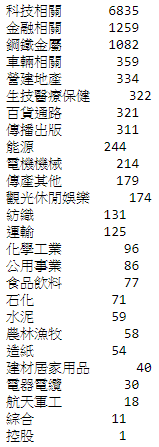 科技相關 6835
金融相關 1259
鋼鐵金屬 1082
車輛相關 359
營建地產 334
生技醫療保健 322
百貨通路 321
傳播出版 311
能源 244
電機機械 214
傳產其他 179
觀光休閒娛樂 174
紡織 131
運輸 125
化學工業 96
公用事業 86
食品飲料 77
石化 71
水泥 59
農林漁牧 58
造紙 54
建材居家用品 40
電器電纜 30
航天軍工 18
綜合 11
控股 1